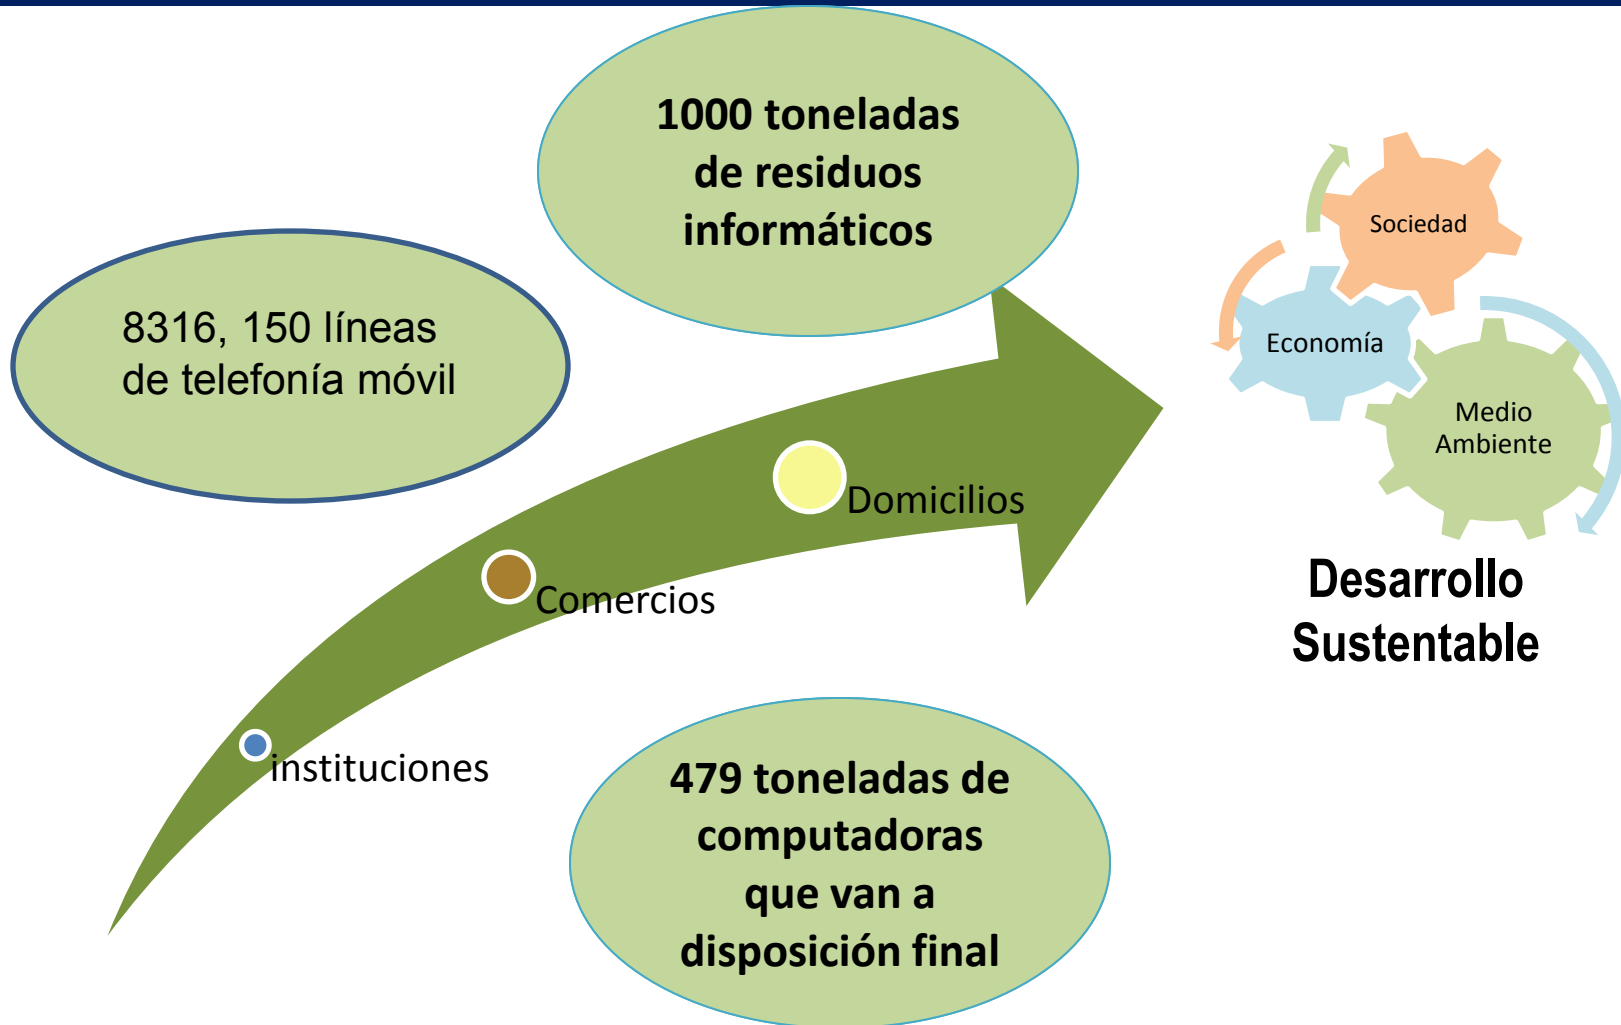 1000 toneladas
de residuos
informáticos
8316, 150 líneas
de telefonía móvil
Sociedad
Economía
Medio
Ambiente
Domicilios
Comercios
instituciones
Desarrollo
Sustentable
479 toneladas de
computadoras
que van a
disposición final